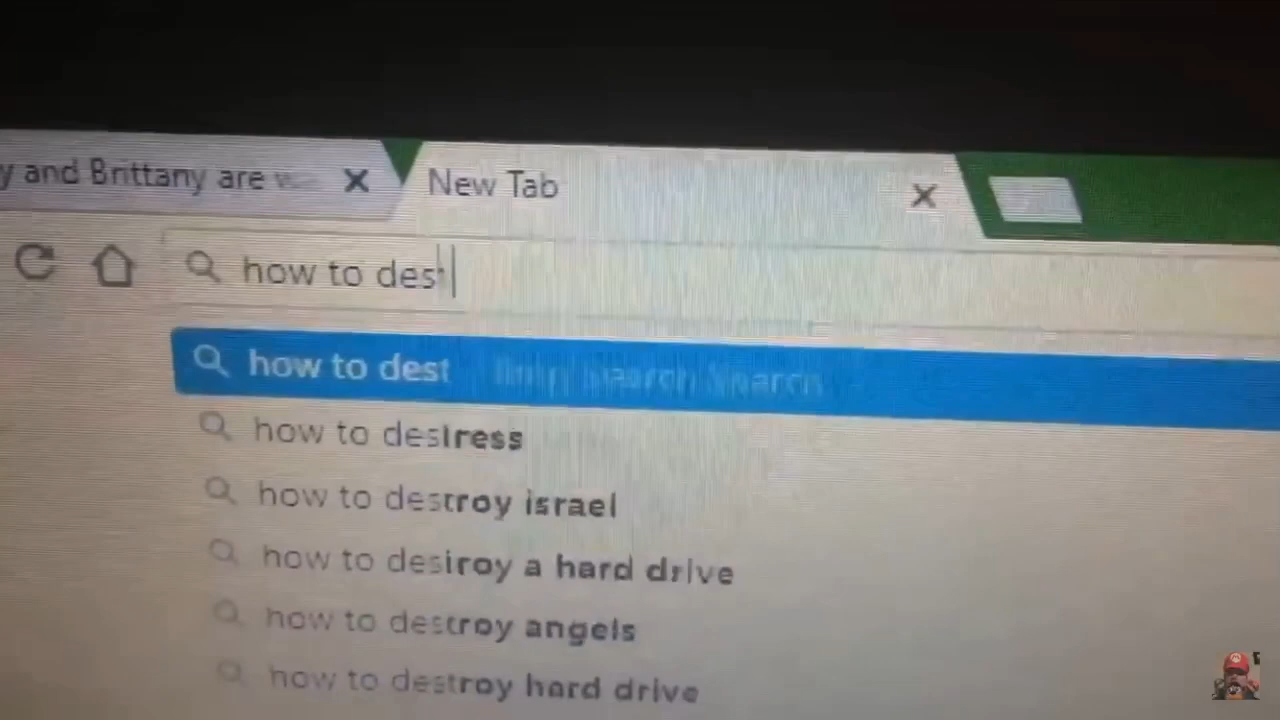 y and Brittany are
New Tab
how to dest
how to dest
how to destress
how to destroy israel
how to destroy a hard drive
how to destroy angels
how to destroy hard drive